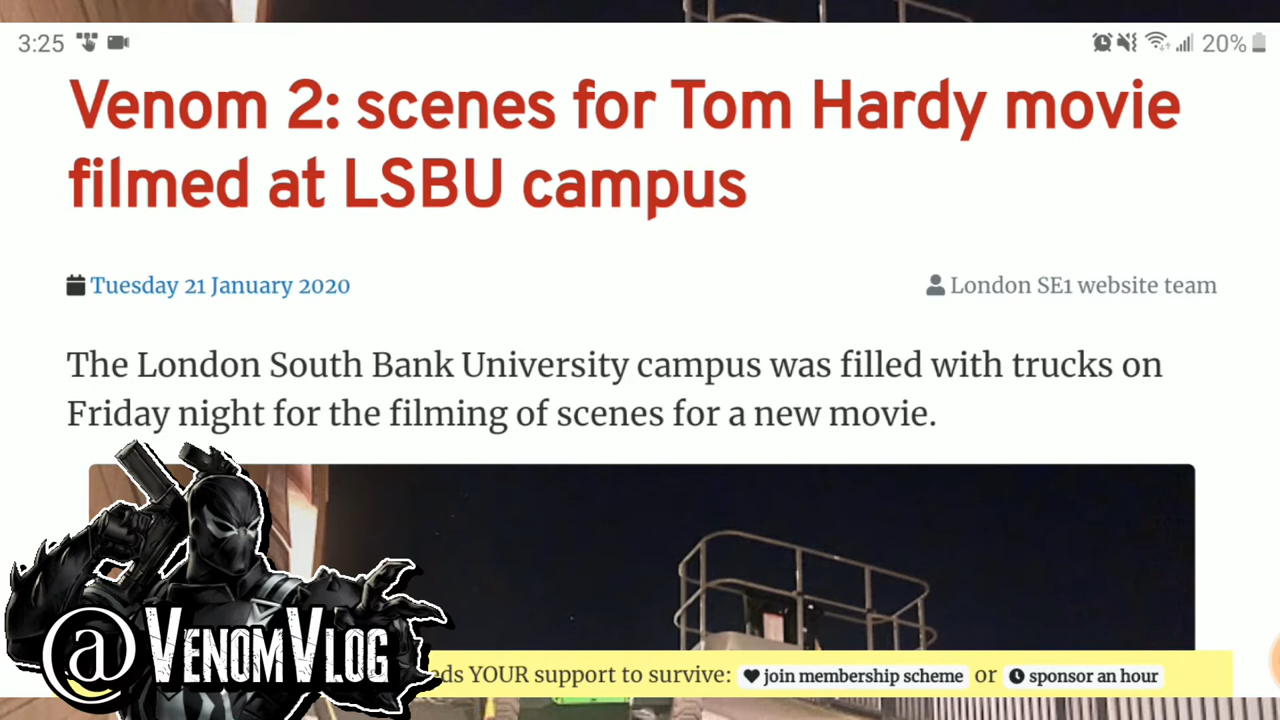 3:25
20%
Venom 2: scenes for Tom Hardy movie
filmed at LSBU campus
Tuesday 21 January 2020
London SE1 website team
The London South Bank University campus was filled with trucks on
Friday night for the filming of scenes for a new movie.
@VENOMVLOG
YOUR support to survive: join membership scheme or sponsor an hour